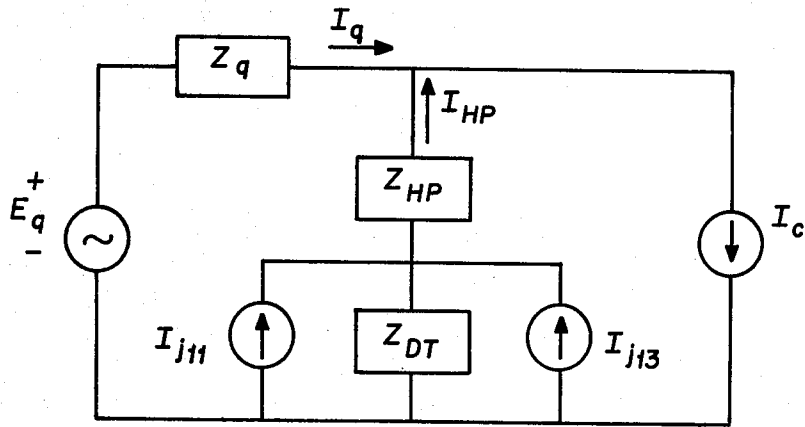 I_q
Z_q
I_HP
Z_HP
+
E_q
~
-
I_c
I_j11
Z_DT
I_j13